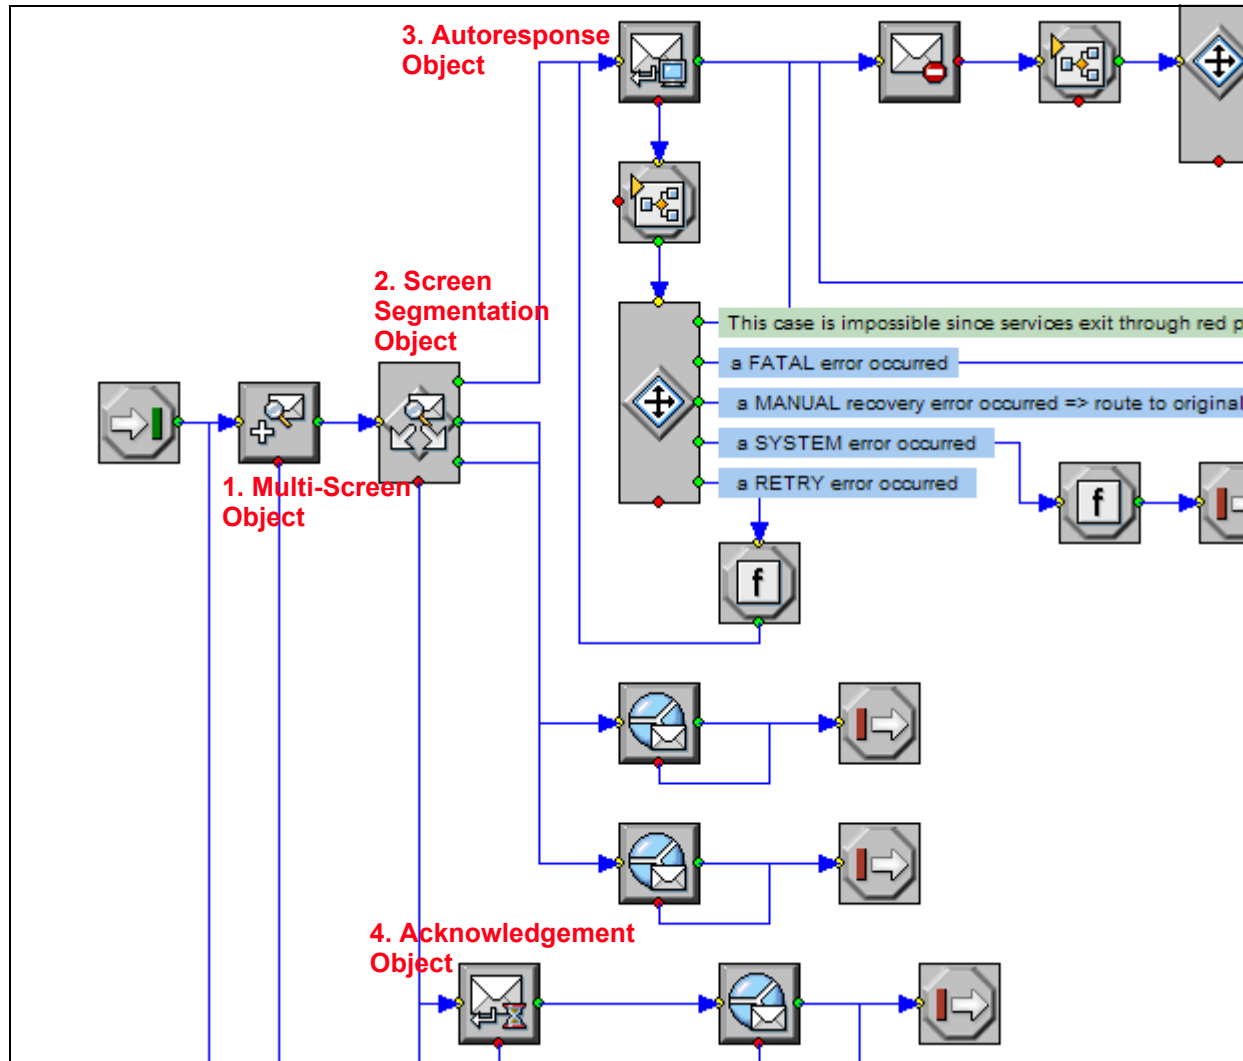 3. Autoresponse
Object
2. Screen
Segmentation
Object
This case is impossible since services exit through red p
a FATAL error occurred
a MANUAL recovery error occurred => route to original
a SYSTEM error occurred
a RETRY error occurred
1. Multi-Screen
Object
f
f
4. Acknowledgement
Object